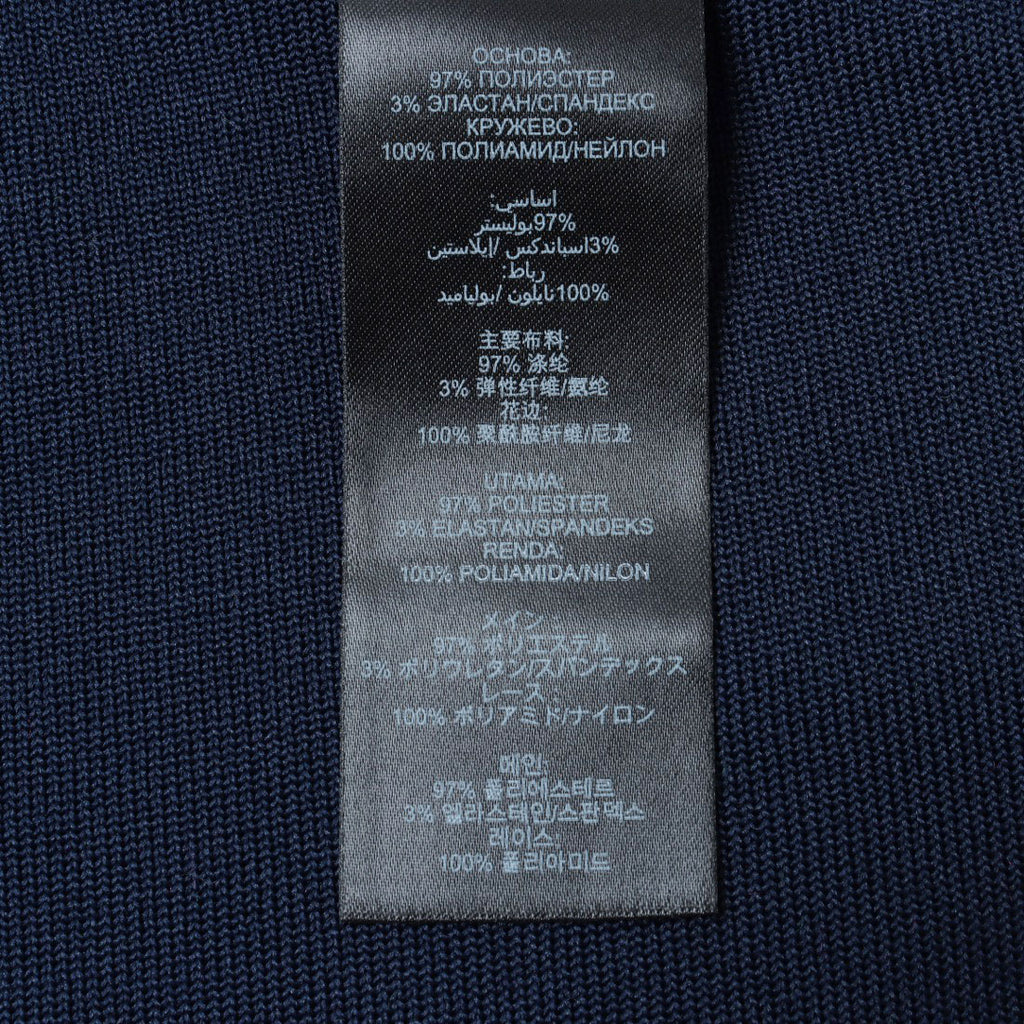 ОСНОВА:
97% ПОЛИЭСТЕР
3% ЭЛАСТАН/СПАНДЕКС
КРУЖЕВО:
100% ПОЛИАМИД/НЕЙЛОН
اساسی:
97%بوليستر
3%اسباندكس /إيلاستين
رباط:
100%نايلون /بولياميد
主要布料:
97% 涤纶
3% 弹性纤维/氨纶
花边:
100% 聚酰胺纤维/尼龙
UTAMA:
97% POLIESTER
3% ELASTAN/SPANDEKS
RENDA:
100% POLIAMIDA/NILON
メイン :
97% ポリエステル
3% ポリウレタン/スパンデックス
レース :
100% ポリアミド/ナイロン
메인:
97% 폴리에스테르
3% 엘라스틴인/스판덱스
레이스
100% 폴리아미드